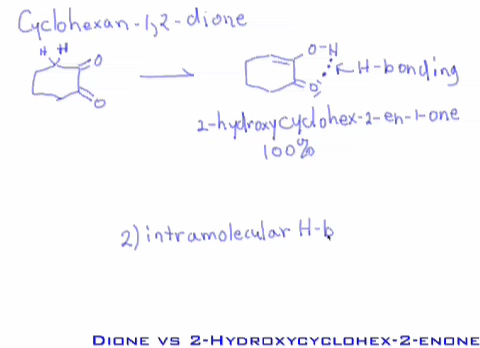 Cyclohexan-1,2-dione
H H
O
O
O-H
O
H-bonding
2-hydroxycyclohex-2-en-1-one
100%
2) intramolecular H-b
Dione vs 2-Hydroxycyclohex-2-enone